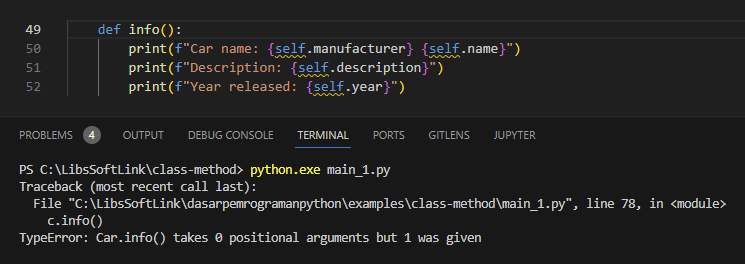 49 def info():
50 print(f"Car name: {self.manufacturer} {self.name}")
51 print(f"Description: {self.description}")
52 print(f"Year released: {self.year}")
PROBLEMS 4 OUTPUT DEBUG CONSOLE TERMINAL PORTS GITLENS JUPYTER
PS C:\LibsSoftLink\class-method> python.exe main_1.py
Traceback (most recent call last):
File "C:\LibsSoftLink\dasarpemrogramanpython\examples\class-method\main_1.py", line 78, in <module>
c.info()
TypeError: Car.info() takes 0 positional arguments but 1 was given